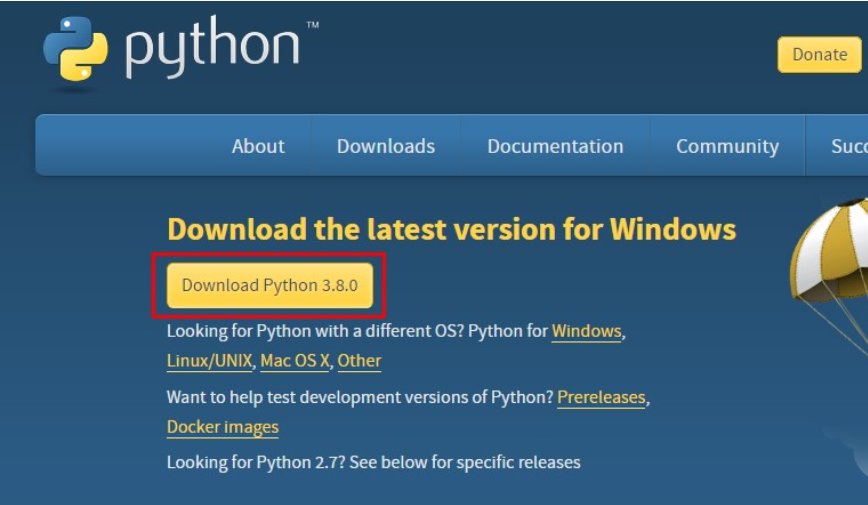 python™
Donate
About Downloads Documentation Community Succ
Download the latest version for Windows
Download Python 3.8.0
Looking for Python with a different OS? Python for Windows,
Linux/UNIX, Mac OS X, Other
Want to help test development versions of Python? Prereleases,
Docker images
Looking for Python 2.7? See below for specific releases